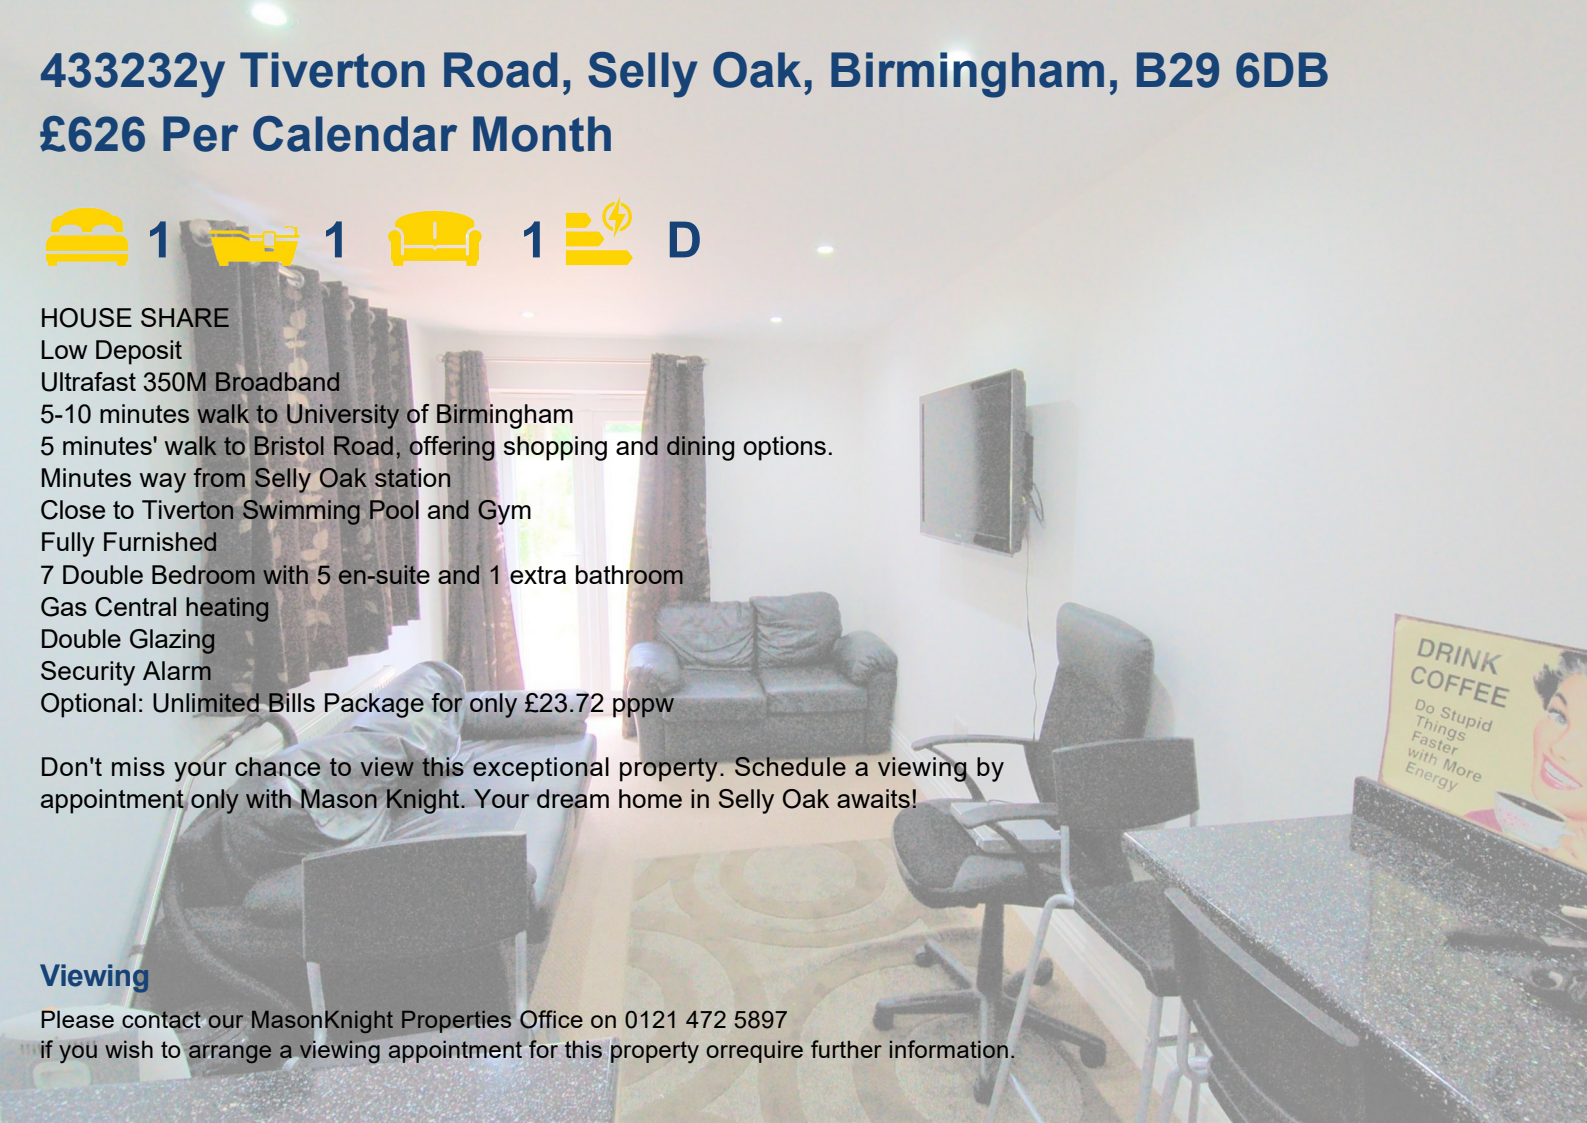 433232y Tiverton Road, Selly Oak, Birmingham, B29 6DB
£626 Per Calendar Month
1 1 1 D
HOUSE SHARE
Low Deposit
Ultrafast 350M Broadband
5-10 minutes walk to University of Birmingham
5 minutes' walk to Bristol Road, offering shopping and dining options.
Minutes way from Selly Oak station
Close to Tiverton Swimming Pool and Gym
Fully Furnished
7 Double Bedroom with 5 en-suite and 1 extra bathroom
Gas Central heating
Double Glazing
Security Alarm
Optional: Unlimited Bills Package for only £23.72 pppw
Don't miss your chance to view this exceptional property. Schedule a viewing by
appointment only with Mason Knight. Your dream home in Selly Oak awaits!
DRINK
COFFEE
Do Stupid
Things
Faster
with More
Energy
Viewing
Please contact our MasonKnight Properties Office on 0121 472 5897
if you wish to arrange a viewing appointment for this property orrequire further information.